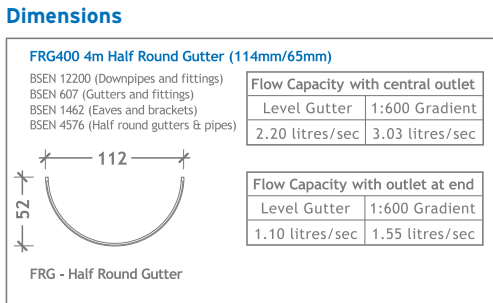 Dimensions
FRG400 4m Half Round Gutter (114mm/65mm)
BSEN 12200 (Downpipes and fittings)
BSEN 607 (Gutters and fittings)
BSEN 1462 (Eaves and brackets)
BSEN 4576 (Half round gutters & pipes)
112
52
FRG - Half Round Gutter
Flow Capacity with central outlet
Level Gutter 1:600 Gradient
2.20 litres/sec 3.03 litres/sec
Flow Capacity with outlet at end
Level Gutter 1:600 Gradient
1.10 litres/sec 1.55 litres/sec